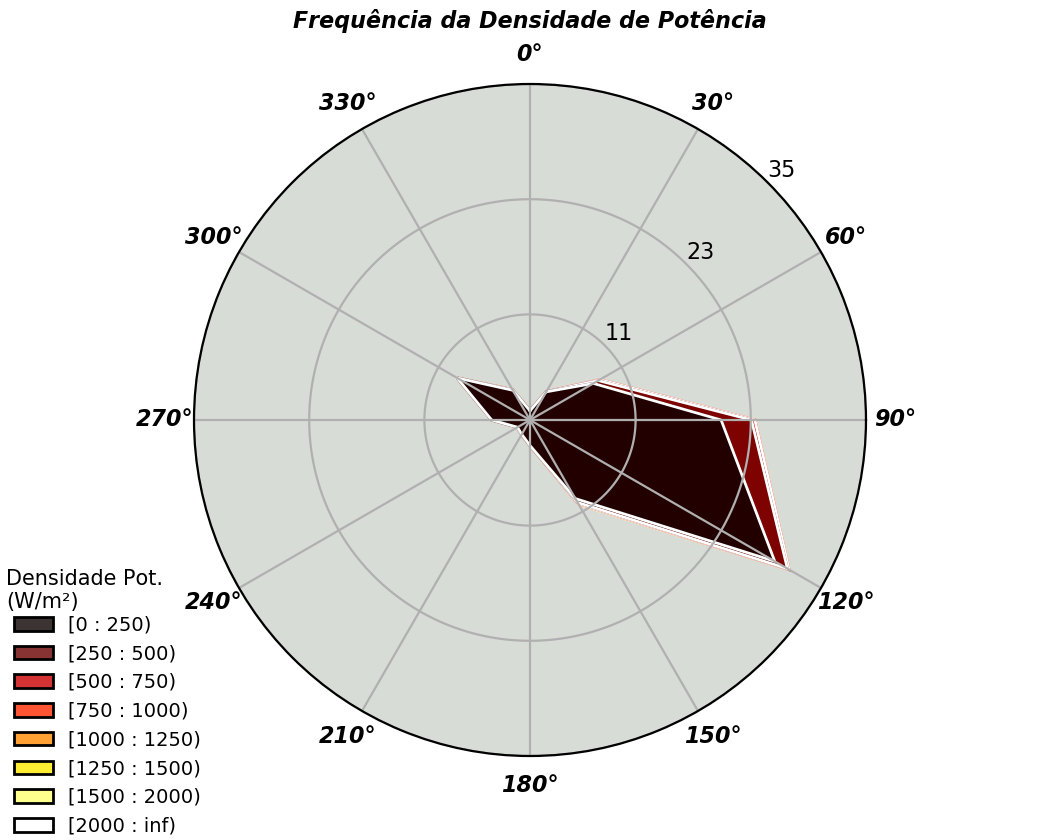 Frequência da Densidade de Potência
0°
330°
30°
35
300°
60°
23
11
270°
90°
240°
120°
210°
150°
180°
Densidade Pot.
(W/m²)
[0 : 250)
[250 : 500)
[500 : 750)
[750 : 1000)
[1000 : 1250)
[1250 : 1500)
[1500 : 2000)
[2000 : inf)